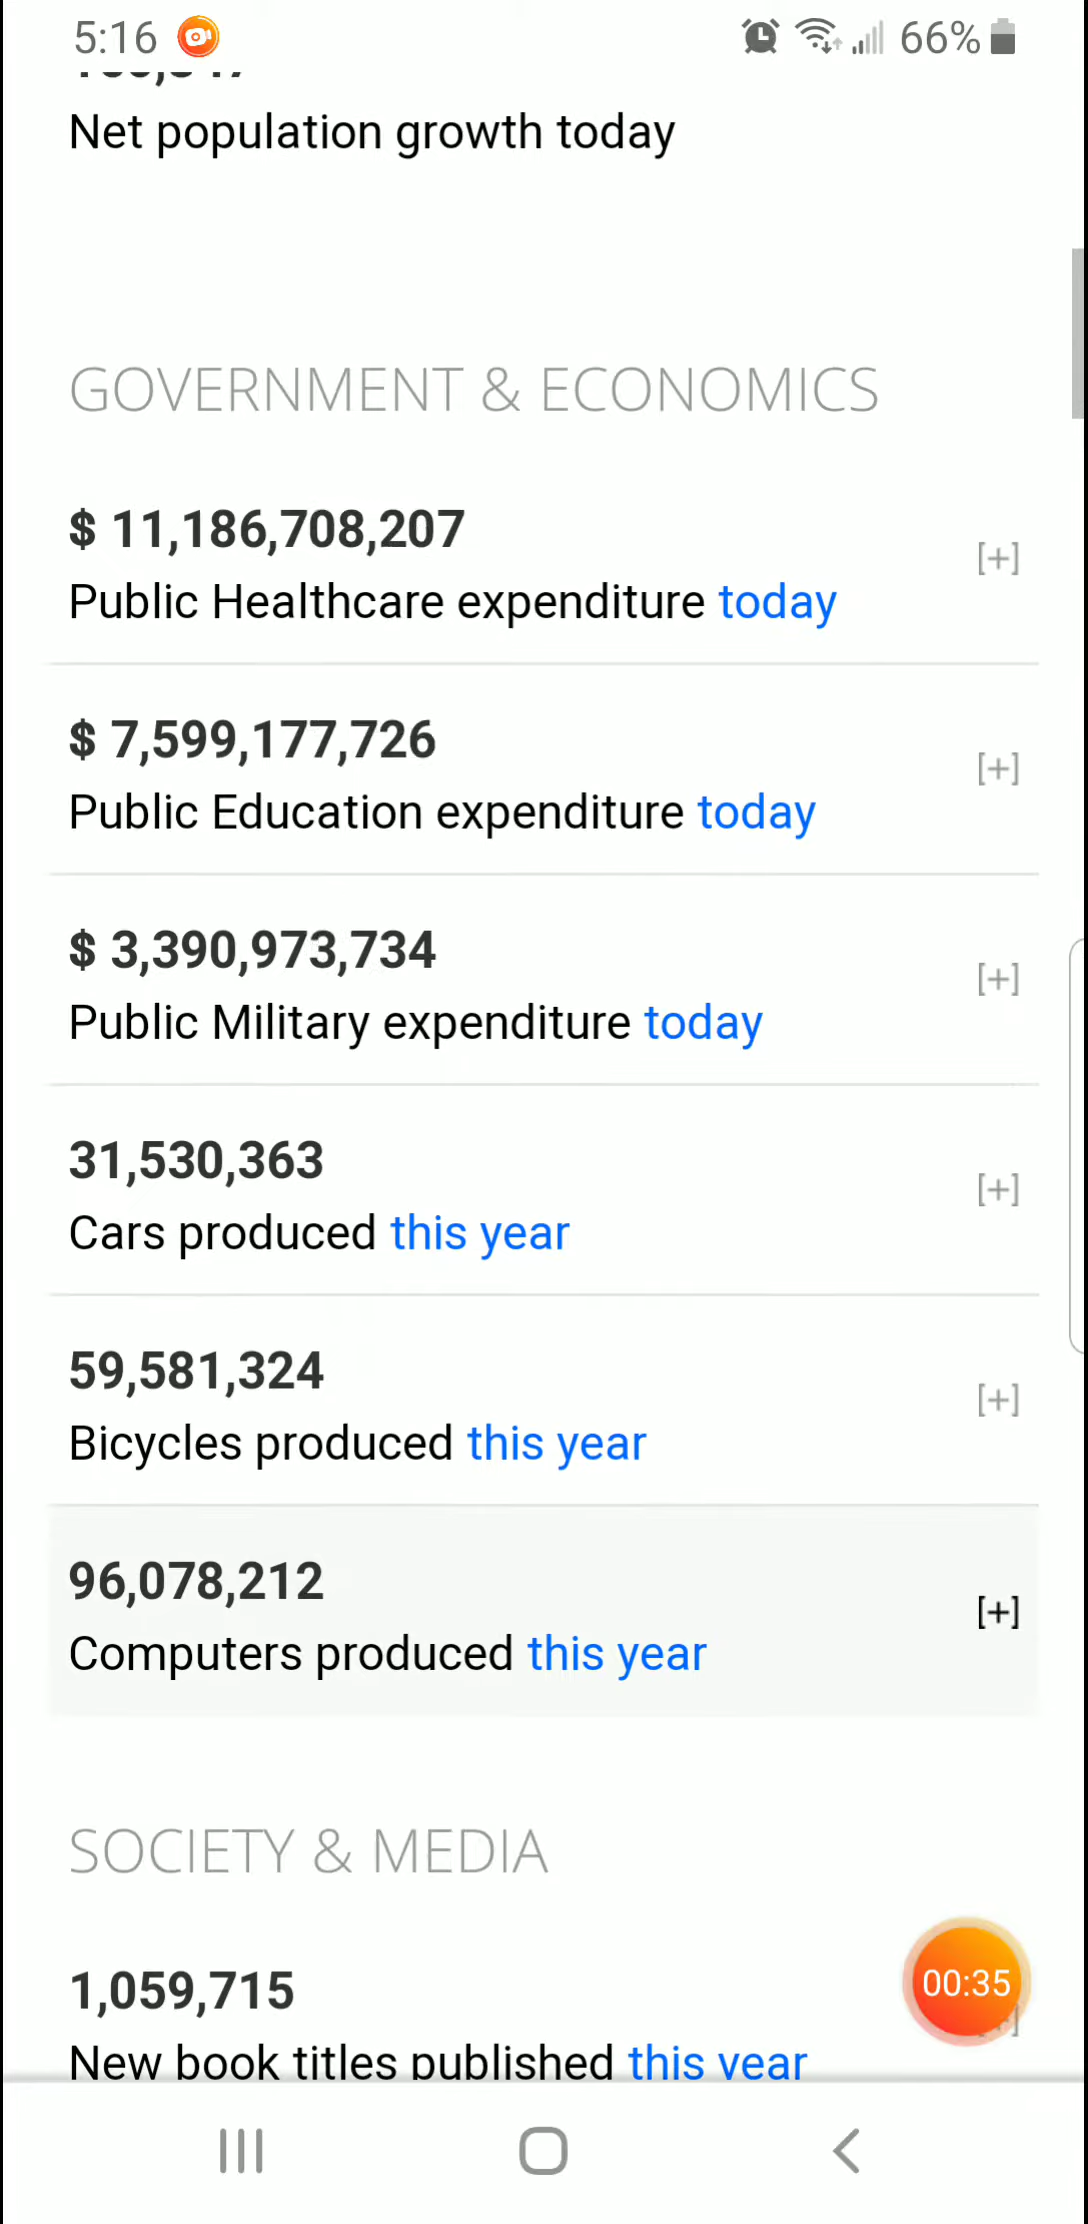 5:16 66%
Net population growth today
GOVERNMENT & ECONOMICS
$ 11,186,708,207
[+]
Public Healthcare expenditure today
$ 7,599,177,726
[+]
Public Education expenditure today
$ 3,390,973,734
[+]
Public Military expenditure today
31,530,363
[+]
Cars produced this year
59,581,324
[+]
Bicycles produced this year
96,078,212
[+]
Computers produced this year
SOCIETY & MEDIA
1,059,715
00:35
New book titles published this year